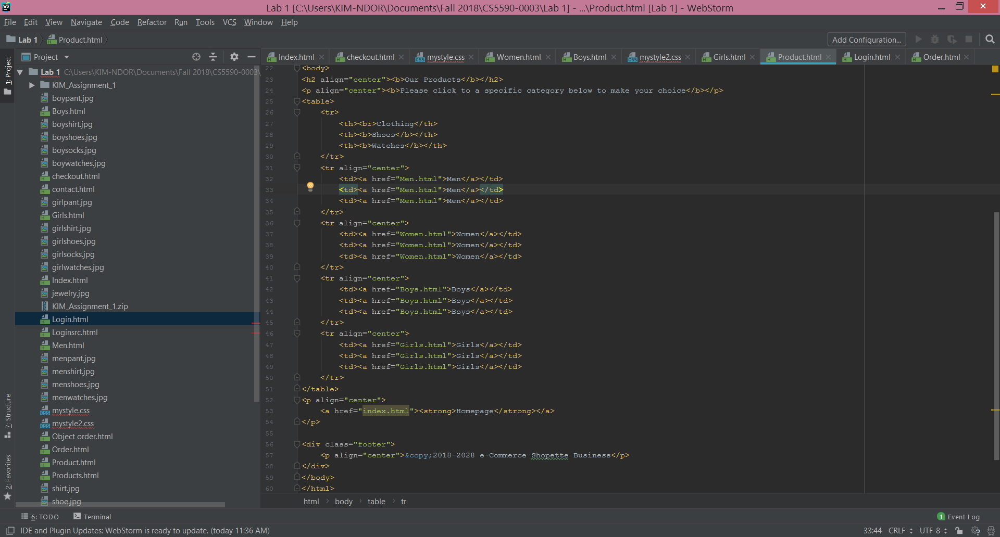 WS
Lab 1 [C:\Users\KIM-NDOR\Documents\Fall 2018\CS5590-0003\Lab 1] - ...\Product.html [Lab 1] - WebStorm
File Edit View Navigate Code Refactor Run Tools VCS Window Help
Lab 1 Product.html Add Configuration...
Project
Index.html checkout.html mystyle.css Women.html Boys.html mystyle2.css Girls.html Product.html Login.html Order.html
1: Project
7: Structure
2: Favorites
Lab 1 C:\Users\KIM-NDOR\Documents\Fall 2018\CS5590-0003\
KIM_Assignment_1
boypant.jpg
Boys.html
boyshirt.jpg
boyshoes.jpg
boysocks.jpg
boywatches.jpg
checkout.html
contact.html
girlpant.jpg
Girls.html
girlshirt.jpg
girlshoes.jpg
girlsocks.jpg
girlwatches.jpg
Index.html
jewelry.jpg
KIM_Assignment_1.zip
Login.html
Loginsrc.html
Men.html
menpant.jpg
menshirt.jpg
menshoes.jpg
menwatches.jpg
mystyle.css
mystyle2.css
Object order.html
Order.html
Product.html
Products.html
shirt.jpg
shoe.jpg
22 <body>
23 <h2 align="center"><b>Our Products</b></h2>
24 <p align="center"><b>Please click to a specific category below to make your choice</b></p>
25 <table>
26 <tr>
27 <th><br>Clothing</th>
28 <th><b>Shoes</b></th>
29 <th><b>Watches</b></th>
30 </tr>
31 <tr align="center">
32 <td><a href="Men.html">Men</a></td>
33 <td><a href="Men.html">Men</a></td>
34 <td><a href="Men.html">Men</a></td>
35 </tr>
36 <tr align="center">
37 <td><a href="Women.html">Women</a></td>
38 <td><a href="Women.html">Women</a></td>
39 <td><a href="Women.html">Women</a></td>
40 </tr>
41 <tr align="center">
42 <td><a href="Boys.html">Boys</a></td>
43 <td><a href="Boys.html">Boys</a></td>
44 <td><a href="Boys.html">Boys</a></td>
45 </tr>
46 <tr align="center">
47 <td><a href="Girls.html">Girls</a></td>
48 <td><a href="Girls.html">Girls</a></td>
49 <td><a href="Girls.html">Girls</a></td>
50 </tr>
51 </table>
52 <p align="center">
53 <a href="index.html"><strong>Homepage</strong></a>
54 </p>
55
56 <div class="footer">
57 <p align="center">&copy;2018-2028 e-Commerce Shopette Business</p>
58 </div>
59 </body>
60 </html>
html body table tr
6: TODO Terminal 1 Event Log
IDE and Plugin Updates: WebStorm is ready to update. (today 11:36 AM) 33:44 CRLF UTF-8